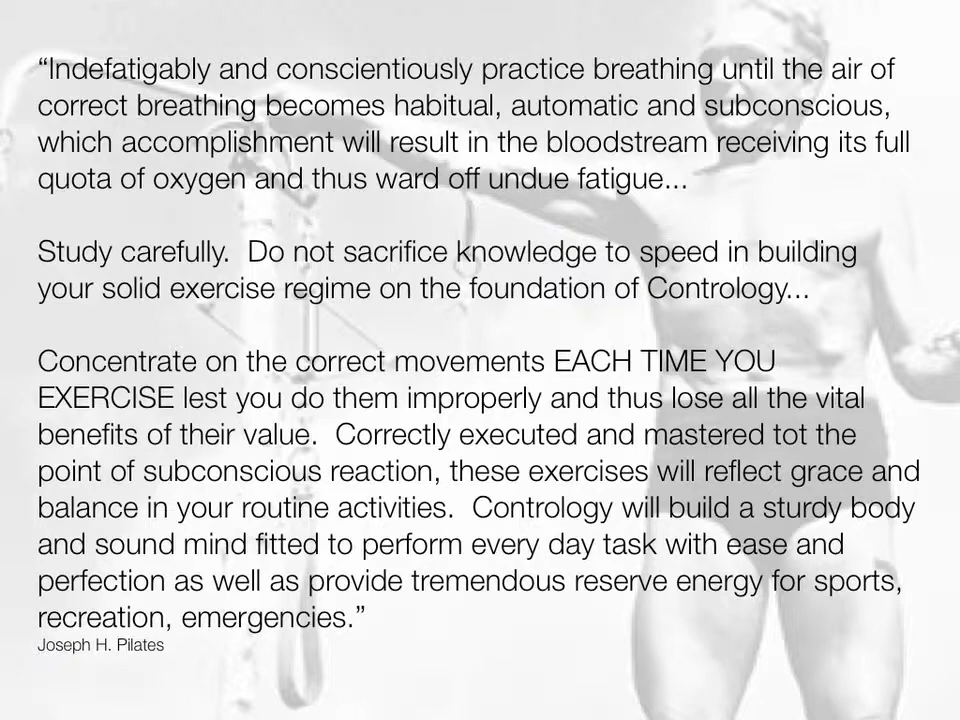 “Indefatigably and conscientiously practice breathing until the air of
correct breathing becomes habitual, automatic and subconscious,
which accomplishment will result in the bloodstream receiving its full
quota of oxygen and thus ward off undue fatigue...
Study carefully.  Do not sacrifice knowledge to speed in building
your solid exercise regime on the foundation of Contrology...
Concentrate on the correct movements EACH TIME YOU
EXERCISE lest you do them improperly and thus lose all the vital
benefits of their value.  Correctly executed and mastered tot the
point of subconscious reaction, these exercises will reflect grace and
balance in your routine activities.  Contrology will build a sturdy body
and sound mind fitted to perform every day task with ease and
perfection as well as provide tremendous reserve energy for sports,
recreation, emergencies.”
Joseph H. Pilates